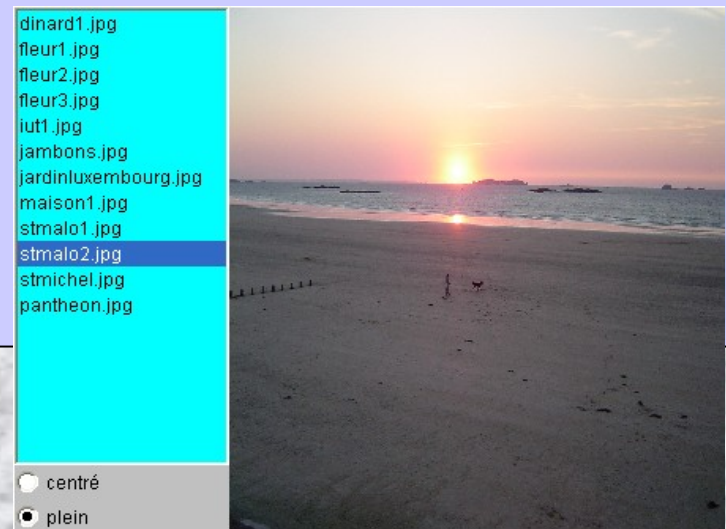 dinard1.jpg
fleur1.jpg
fleur2.jpg
fleur3.jpg
iut1.jpg
jambons.jpg
jardinluxembourg.jpg
maison1.jpg
stmalo1.jpg
stmalo2.jpg
stmichel.jpg
pantheon.jpg
centré
plein